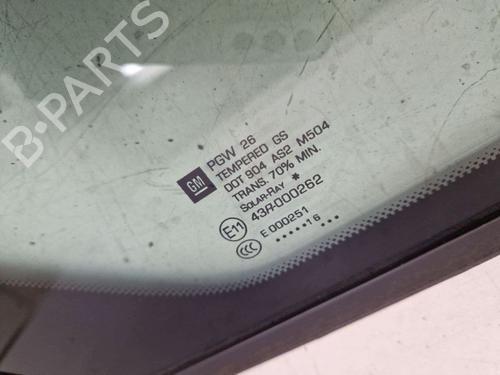 PGW 26
TEMPERED GS
DOT 904 AS2 M504
TRANS. 70% MIN.
SOLAR-RAY *
GM
43R-000262
E11
CCC
E 000251
•••••16•••
B-Parts